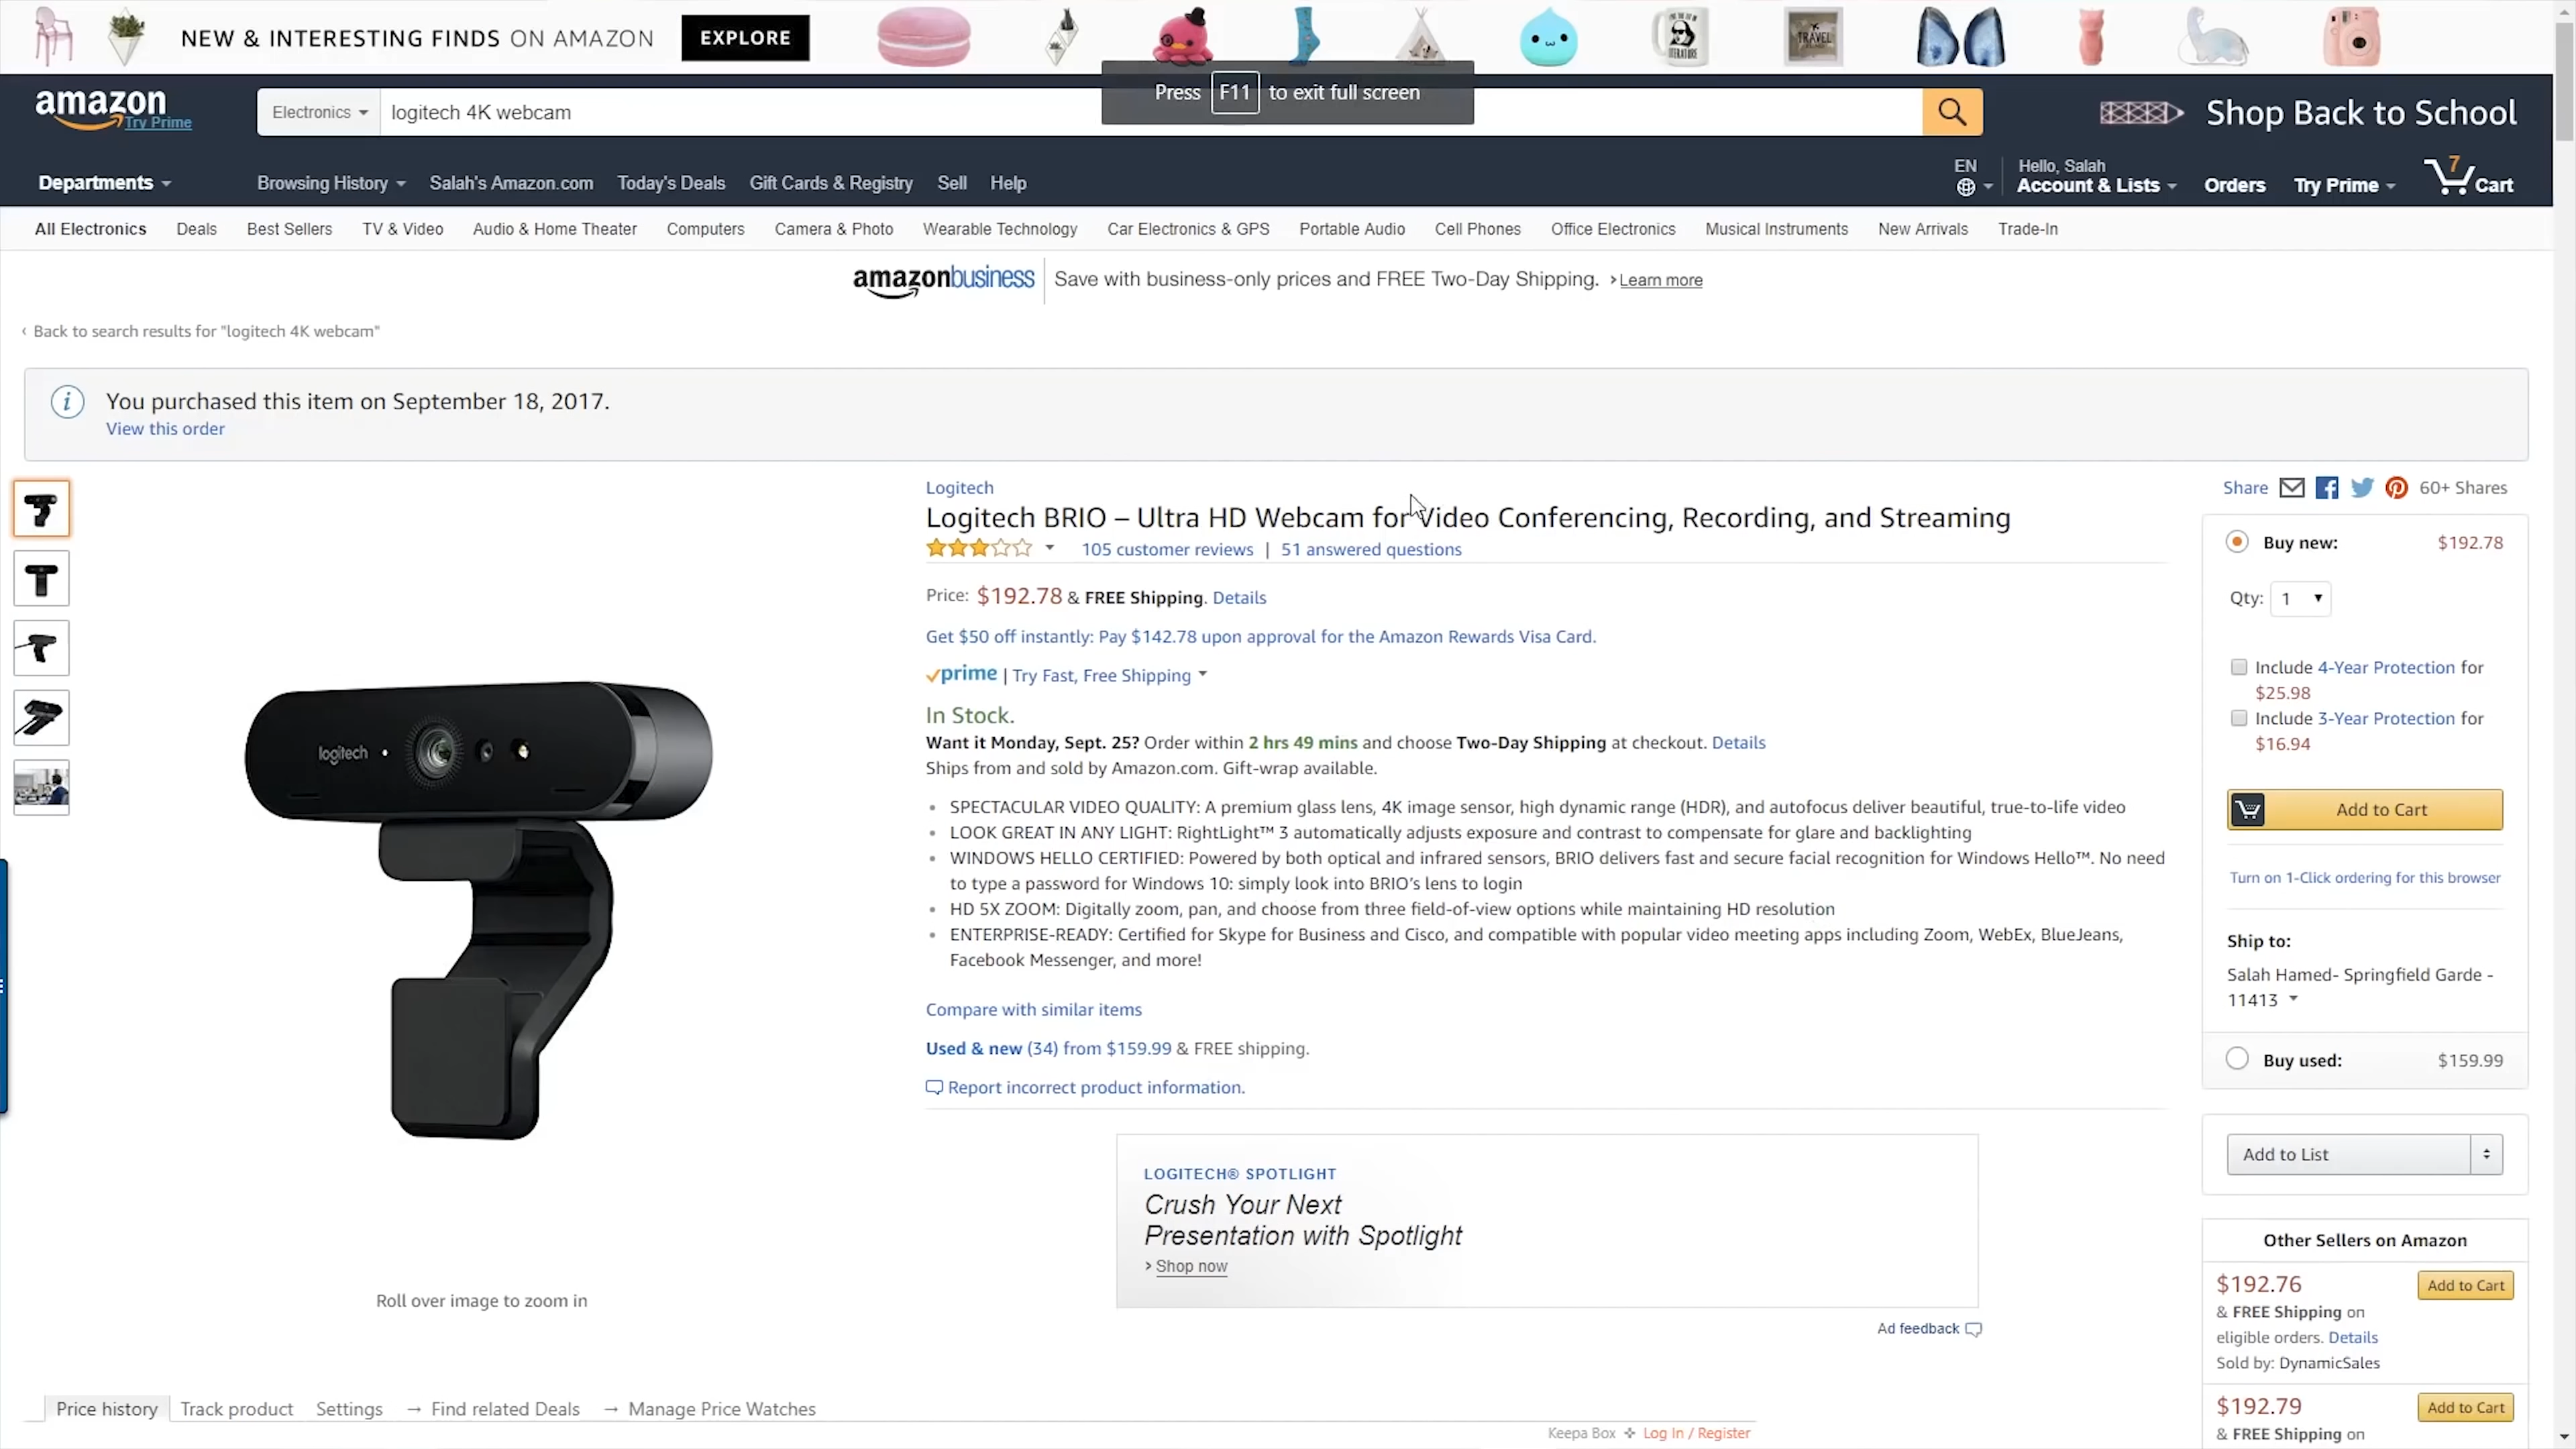 NEW & INTERESTING FINDS ON AMAZON EXPLORE
LITERATURE
TRAVEL
Press F11 to exit full screen
amazon
Try Prime
Electronics
logitech 4K webcam
Shop Back to School
Departments
Browsing History
Salah's Amazon.com
Today's Deals
Gift Cards & Registry
Sell
Help
EN
Hello, Salah
Account & Lists
Orders
Try Prime
7
Cart
All Electronics
Deals
Best Sellers
TV & Video
Audio & Home Theater
Computers
Camera & Photo
Wearable Technology
Car Electronics & GPS
Portable Audio
Cell Phones
Office Electronics
Musical Instruments
New Arrivals
Trade-In
amazonbusiness Save with business-only prices and FREE Two-Day Shipping. › Learn more
‹ Back to search results for "logitech 4K webcam"
You purchased this item on September 18, 2017.
View this order
logitech
Roll over image to zoom in
Logitech
Logitech BRIO – Ultra HD Webcam for Video Conferencing, Recording, and Streaming
105 customer reviews | 51 answered questions
Price: $192.78 & FREE Shipping. Details
Get $50 off instantly: Pay $142.78 upon approval for the Amazon Rewards Visa Card.
prime | Try Fast, Free Shipping
In Stock.
Want it Monday, Sept. 25? Order within 2 hrs 49 mins and choose Two-Day Shipping at checkout. Details
Ships from and sold by Amazon.com. Gift-wrap available.
• SPECTACULAR VIDEO QUALITY: A premium glass lens, 4K image sensor, high dynamic range (HDR), and autofocus deliver beautiful, true-to-life video
• LOOK GREAT IN ANY LIGHT: RightLight™ 3 automatically adjusts exposure and contrast to compensate for glare and backlighting
• WINDOWS HELLO CERTIFIED: Powered by both optical and infrared sensors, BRIO delivers fast and secure facial recognition for Windows Hello™. No need
to type a password for Windows 10: simply look into BRIO's lens to login
• HD 5X ZOOM: Digitally zoom, pan, and choose from three field-of-view options while maintaining HD resolution
• ENTERPRISE-READY: Certified for Skype for Business and Cisco, and compatible with popular video meeting apps including Zoom, WebEx, BlueJeans,
Facebook Messenger, and more!
Compare with similar items
Used & new (34) from $159.99 & FREE shipping.
Report incorrect product information.
LOGITECH® SPOTLIGHT
Crush Your Next
Presentation with Spotlight
› Shop now
Ad feedback
Share 60+ Shares
Buy new: $192.78
Qty: 1
Include 4-Year Protection for
$25.98
Include 3-Year Protection for
$16.94
Add to Cart
Turn on 1-Click ordering for this browser
Ship to:
Salah Hamed- Springfield Garde -
11413
Buy used: $159.99
Add to List
Other Sellers on Amazon
$192.76 Add to Cart
& FREE Shipping on
eligible orders. Details
Sold by: DynamicSales
$192.79 Add to Cart
& FREE Shipping on
Price history
Track product
Settings
→ Find related Deals
→ Manage Price Watches
Keepa Box Log In / Register